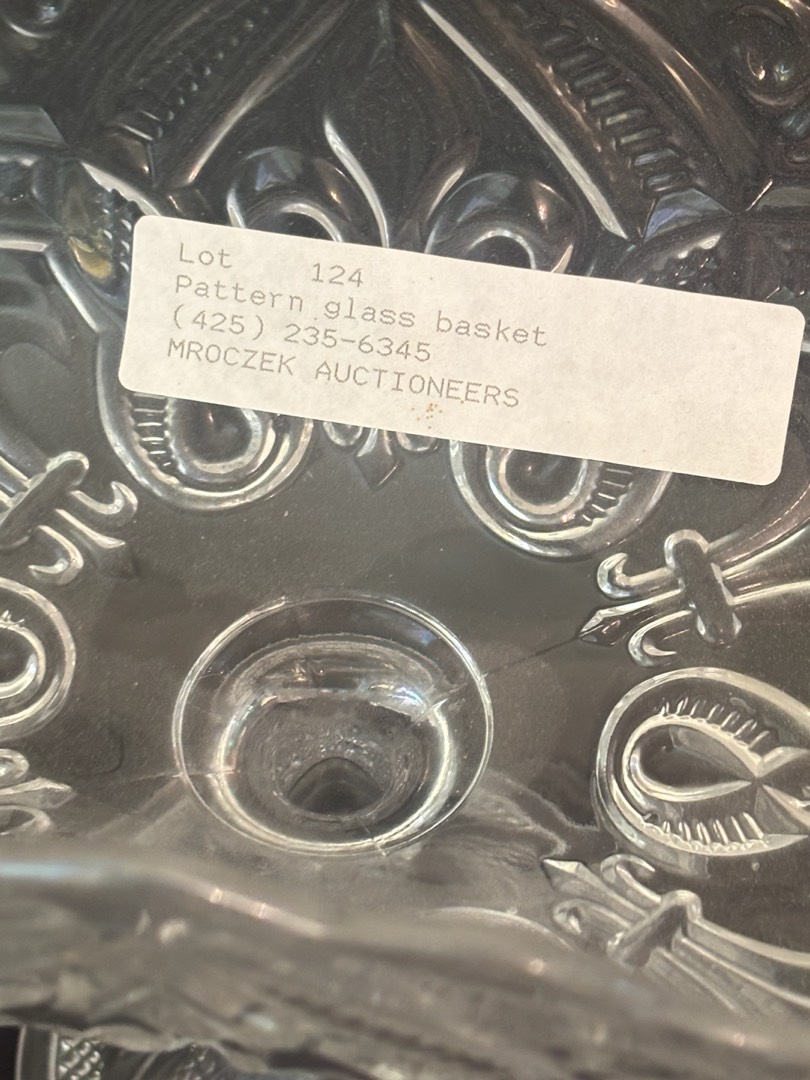 Lot 124
Pattern glass basket
(425) 235-6345
MROCZEK AUCTIONEERS